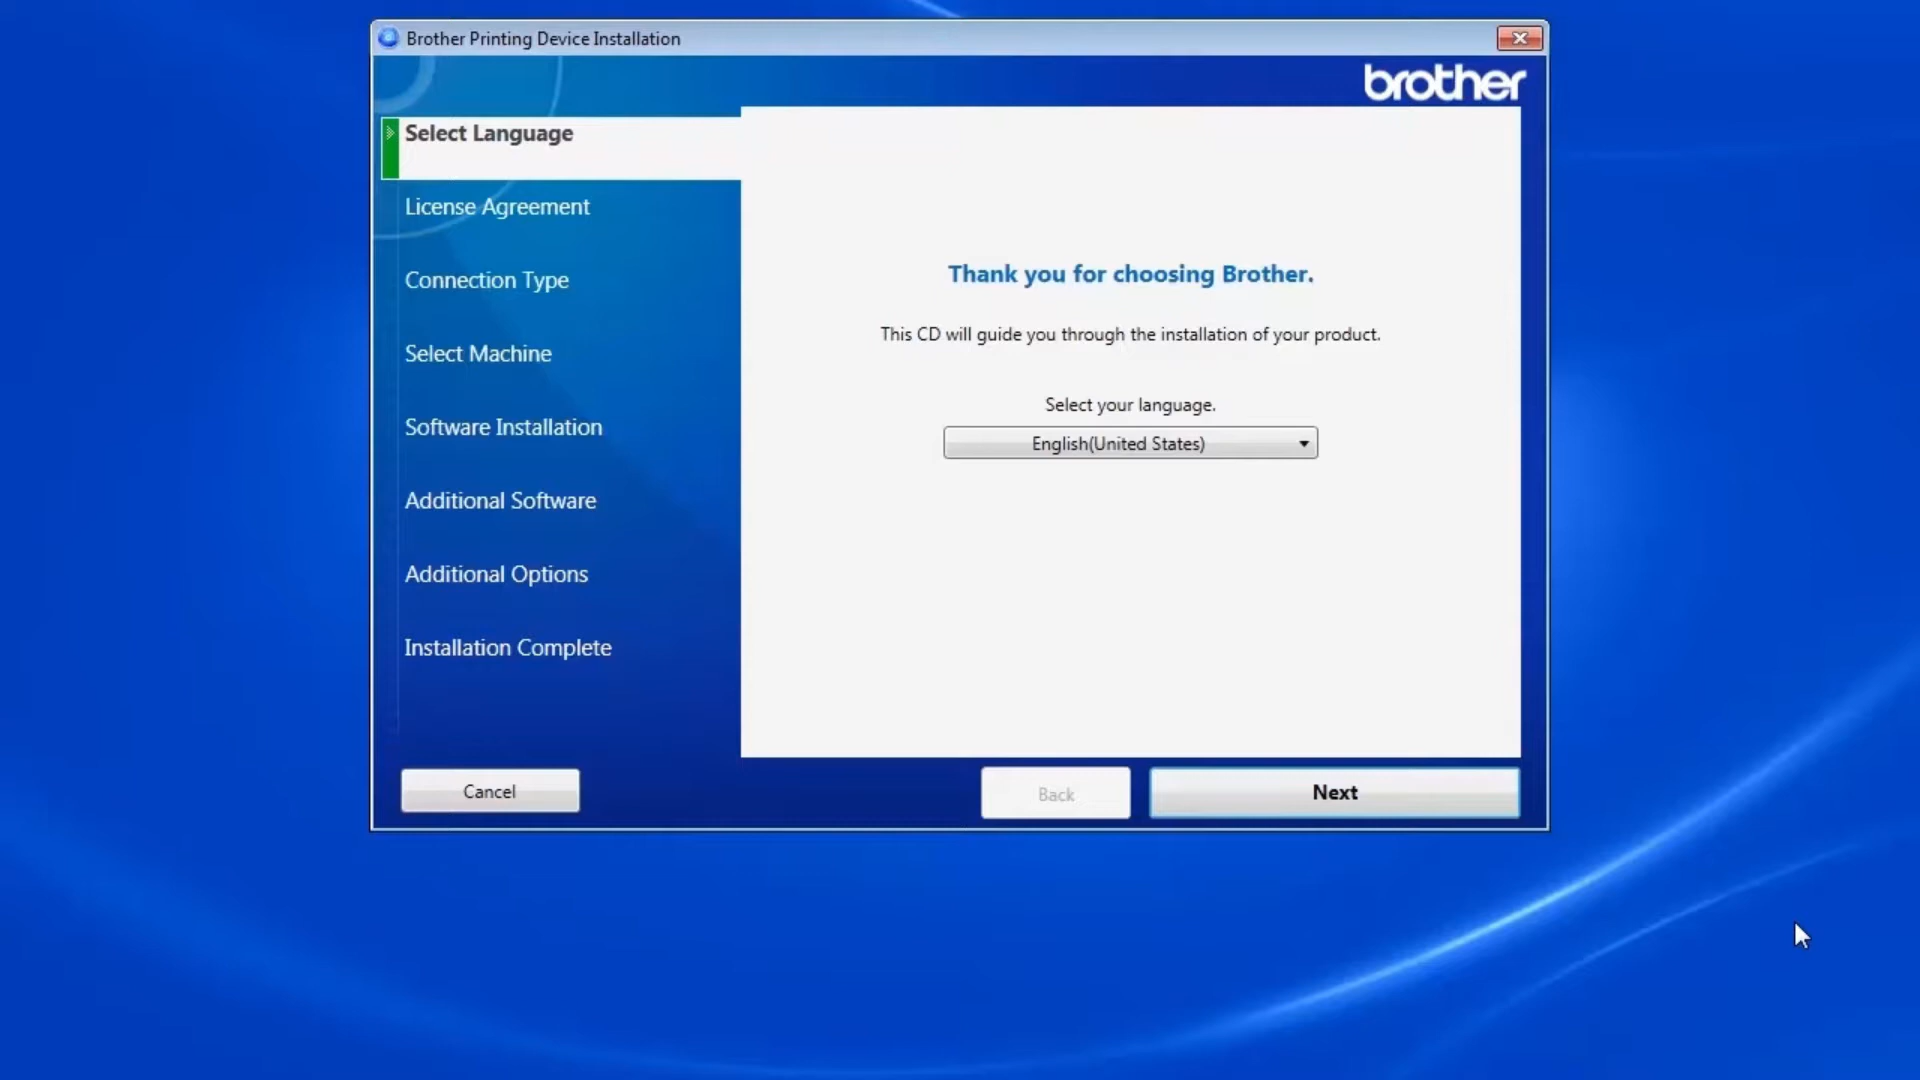 Brother Printing Device Installation
brother
Select Language
License Agreement
Connection Type
Select Machine
Software Installation
Additional Software
Additional Options
Installation Complete
Thank you for choosing Brother.
This CD will guide you through the installation of your product.
Select your language.
English(United States)
Cancel
Back
Next